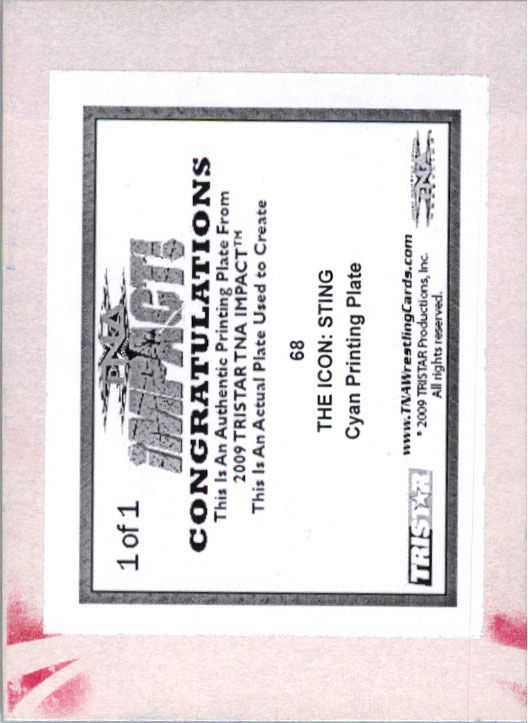 1 of 1
TNA
iMPACT!
CONGRATULATIONS
This Is An Authentic Printing Plate From
2009 TRISTAR TNA IMPACT™
This Is An Actual Plate Used to Create
68
THE ICON: STING
Cyan Printing Plate
www.TNAWrestlingCards.com
* 2009 TRISTAR Productions, Inc.
All rights reserved.
TRISTAR
TNA